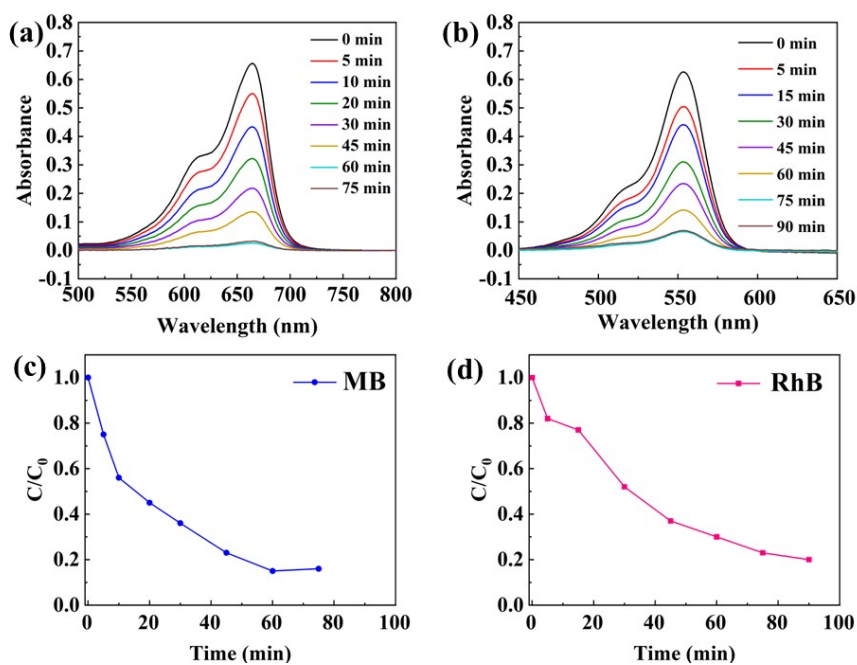 (a)
0.8
0.7
0.6
0.5
0.4
0.3
0.2
0.1
0.0
-0.1
Absorbance
0 min
5 min
10 min
20 min
30 min
45 min
60 min
75 min
500 550 600 650 700 750 800
Wavelength (nm)
(b)
0.8
0.7
0.6
0.5
0.4
0.3
0.2
0.1
0.0
-0.1
Absorbance
0 min
5 min
15 min
30 min
45 min
60 min
75 min
90 min
450 500 550 600 650
Wavelength (nm)
(c)
1.0
0.8
0.6
0.4
0.2
0.0
C/C₀
MB
0 20 40 60 80 100
Time (min)
(d)
1.0
0.8
0.6
0.4
0.2
0.0
C/C₀
RhB
0 20 40 60 80 100
Time (min)